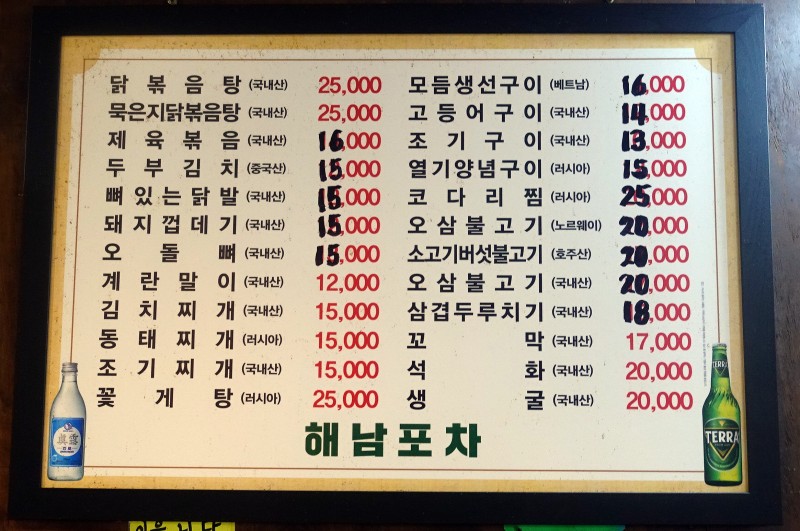 닭볶음탕 (국내산) 25,000
묵은지닭볶음탕 (국내산) 25,000
제육볶음 (국내산) 16,000
두부김치 (중국산) 15,000
뼈있는닭발 (국내산) 15,000
돼지껍데기 (국내산) 15,000
오돌뼈 (국내산) 15,000
계란말이 (국내산) 12,000
김치찌개 (국내산) 15,000
동태찌개 (러시아) 15,000
조기찌개 (국내산) 15,000
꽃게탕 (러시아) 25,000
모듬생선구이 (베트남) 16,000
고등어구이 (국내산) 14,000
조기구이 (국내산) 13,000
열기양념구이 (러시아) 15,000
코다리찜 (러시아) 25,000
오삼불고기 (노르웨이) 20,000
소고기버섯불고기 (호주산) 20,000
오삼불고기 (국내산) 20,000
삼겹두루치기 (국내산) 18,000
꼬막 (국내산) 17,000
석화 (국내산) 20,000
생굴 (국내산) 20,000
해남포차
眞露
TERRA
TERRA